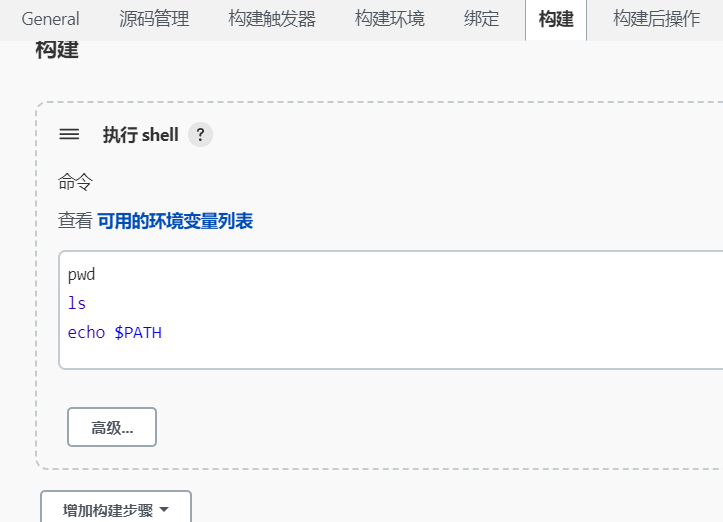 General 源码管理 构建触发器 构建环境 绑定 构建 构建后操作
构建
执行 shell ?
命令
查看 可用的环境变量列表
pwd
ls
echo $PATH
高级...
增加构建步骤